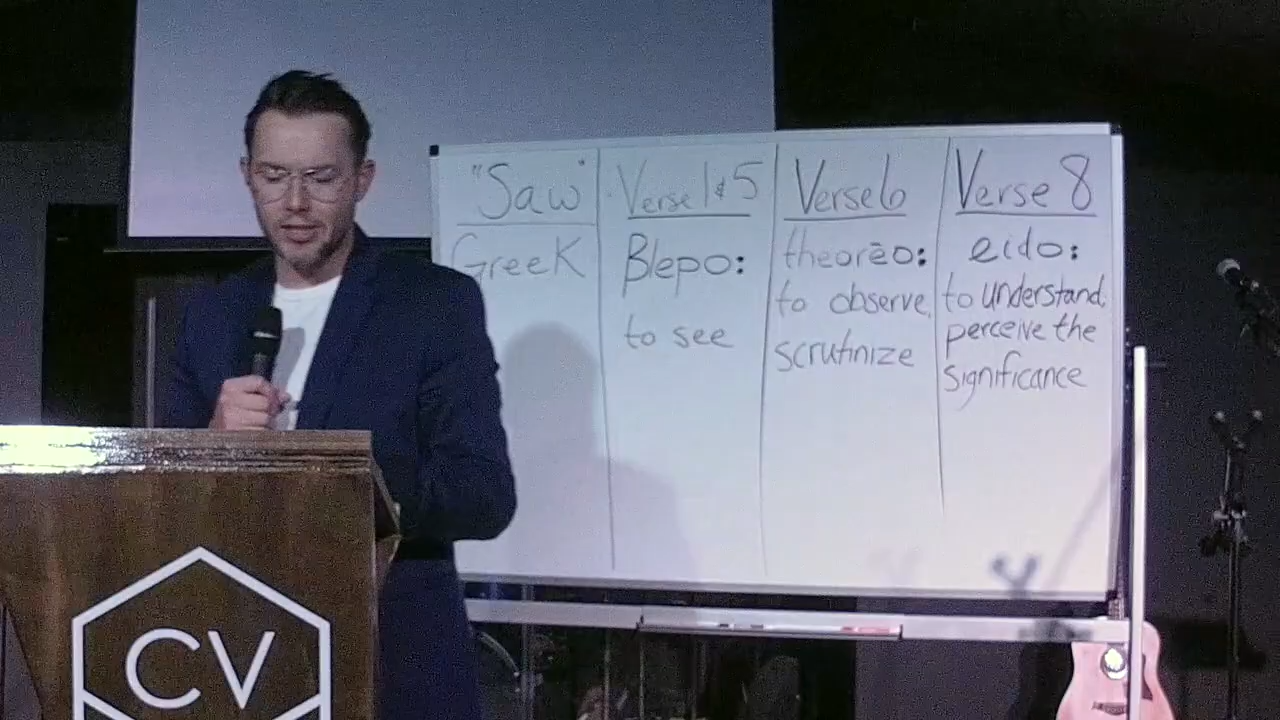 "Saw"
Greek
Verse 1&5
Blepo:
to see
Verse 6
theorēo:
to observe,
scrutinize
Verse 8
eido:
to understand,
perceive the
significance
CV